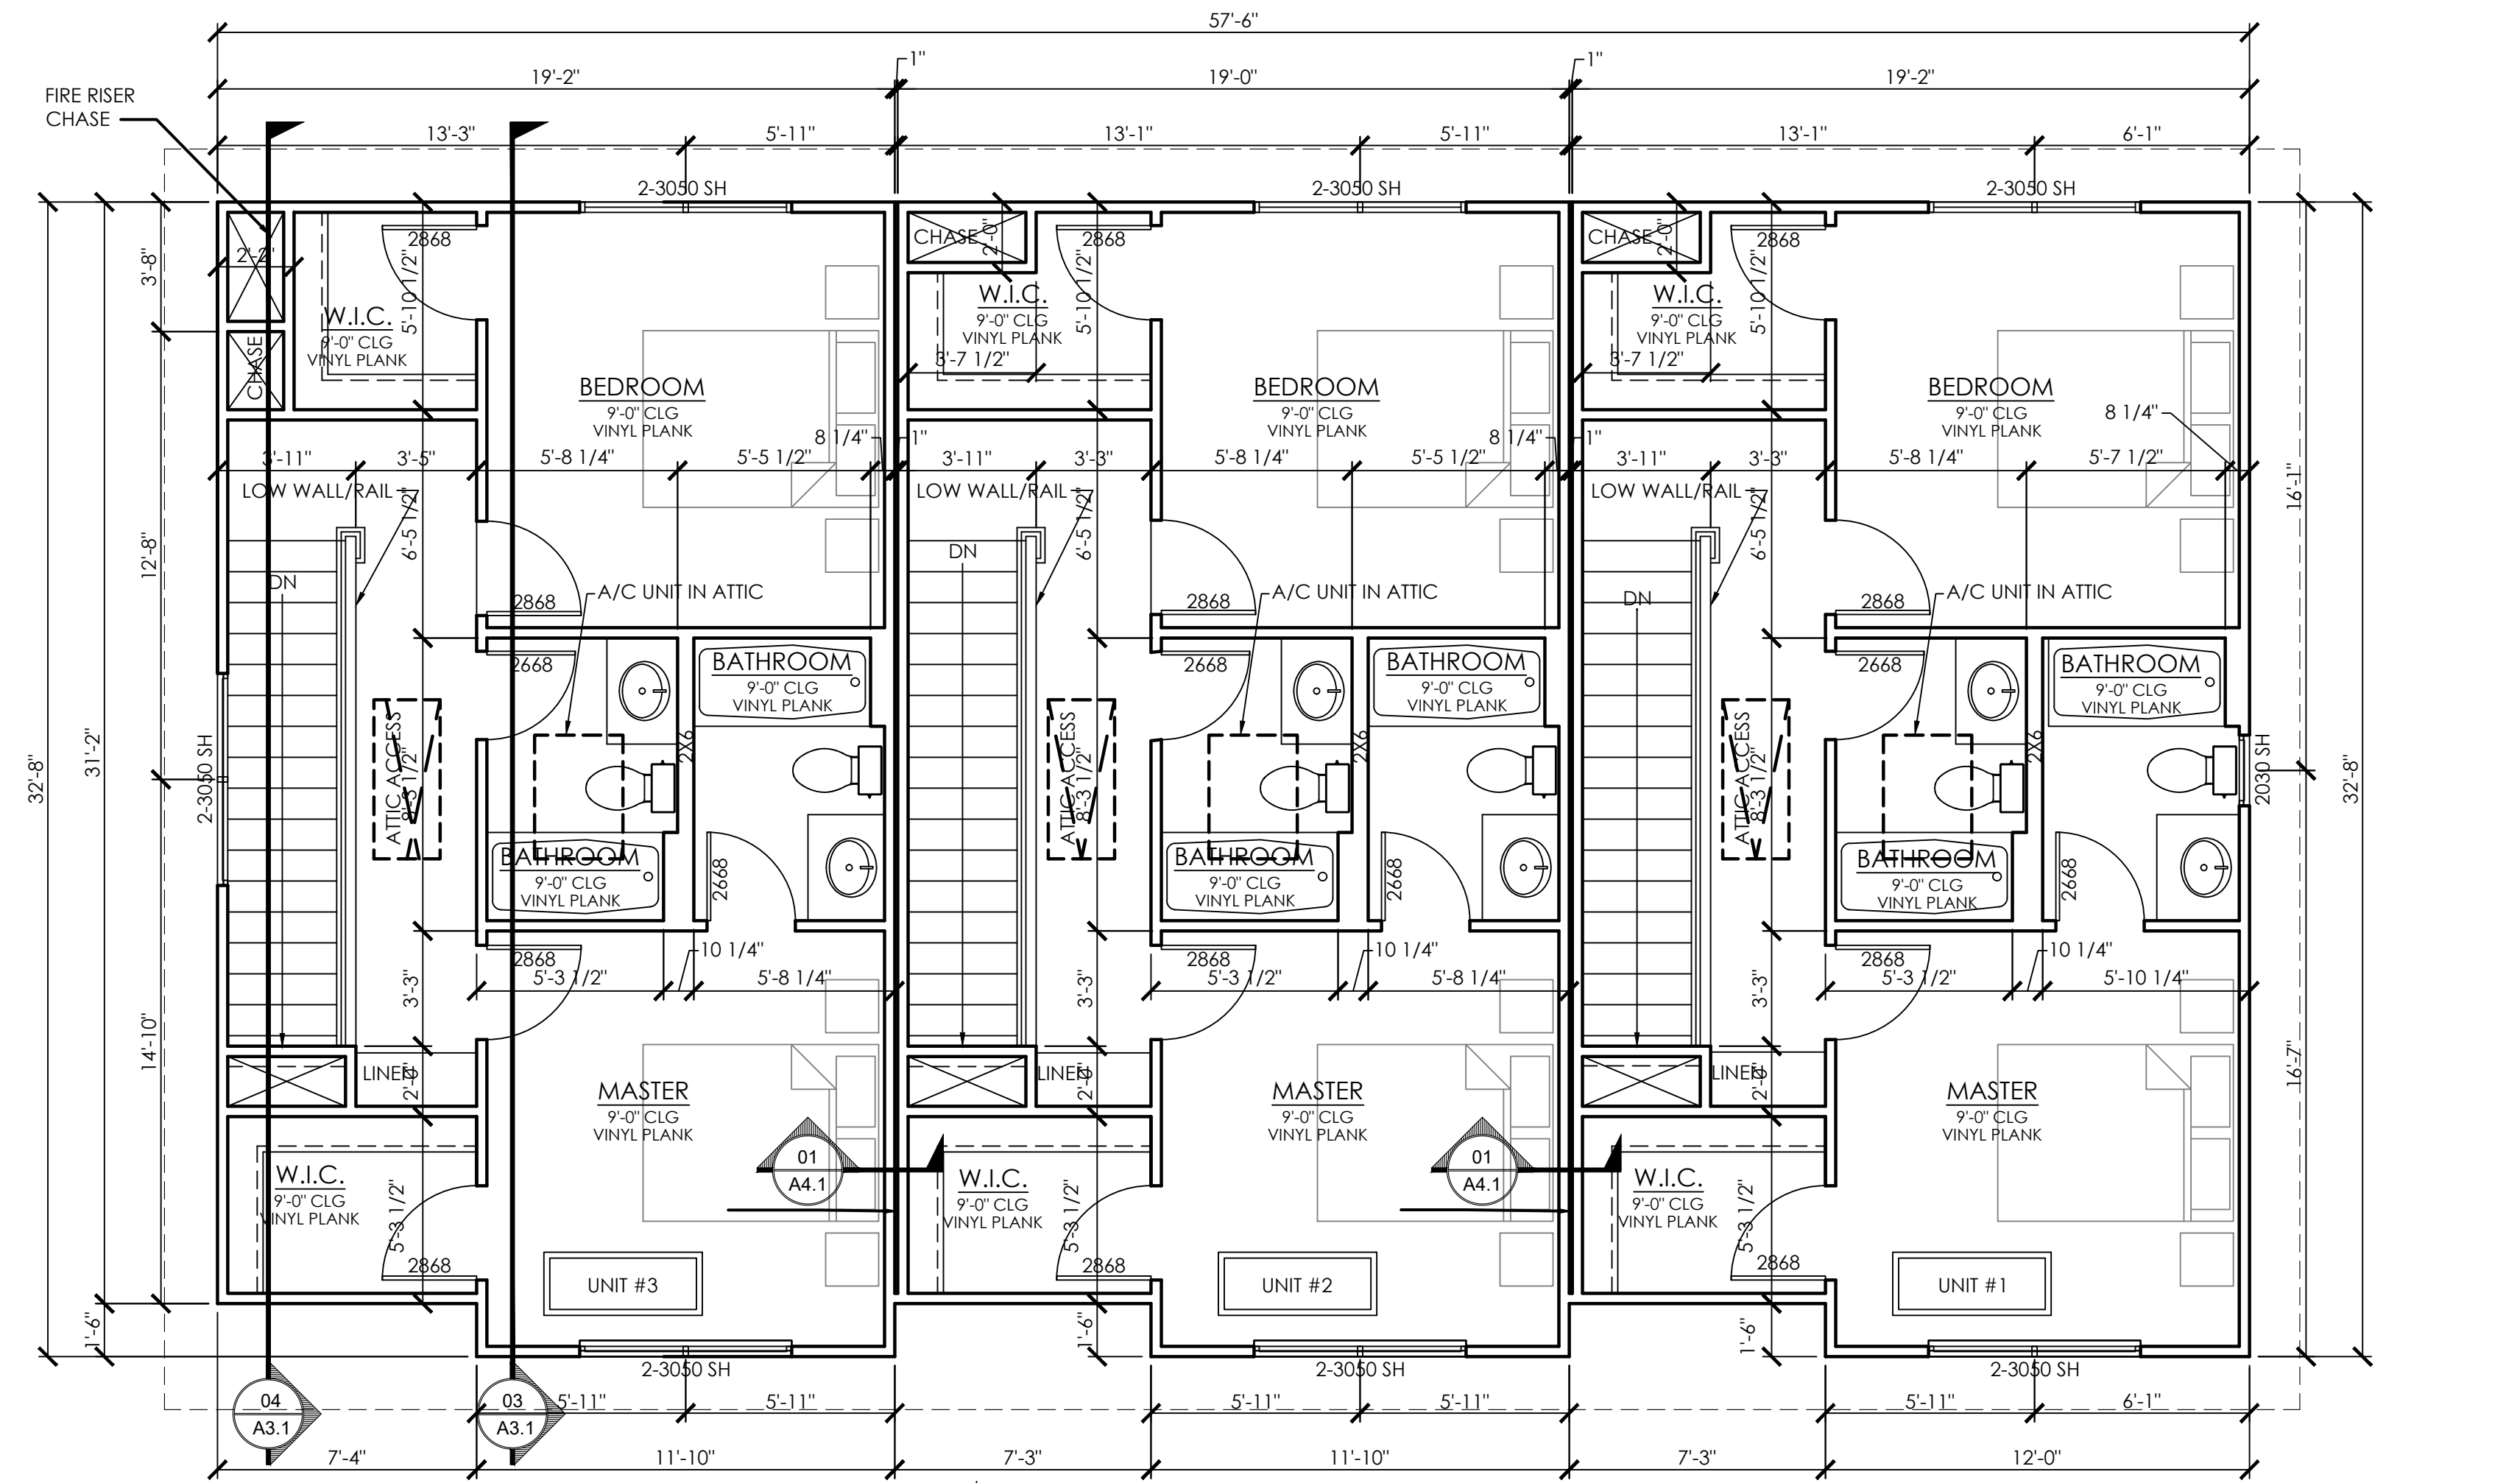 57'-6"
1"
1"
19'-2"
19'-0"
19'-2"
FIRE RISER
CHASE
13'-3"
5'-11"
13'-1"
5'-11"
13'-1"
6'-1"
2-3050 SH
2-3050 SH
2-3050 SH
2868
CHASE
2'-0"
2868
CHASE
2'-0"
2868
2'-2"
3'-8"
5'-10 1/2"
5'-10 1/2"
5'-10 1/2"
W.I.C.
9'-0" CLG
VINYL PLANK
W.I.C.
9'-0" CLG
VINYL PLANK
W.I.C.
9'-0" CLG
VINYL PLANK
CHASE
3'-7 1/2"
3'-7 1/2"
BEDROOM
9'-0" CLG
VINYL PLANK
BEDROOM
9'-0" CLG
VINYL PLANK
BEDROOM
9'-0" CLG
VINYL PLANK
8 1/4"
1"
8 1/4"
1"
8 1/4"
3'-11"
3'-5"
5'-8 1/4"
5'-5 1/2"
3'-11"
3'-3"
5'-8 1/4"
5'-5 1/2"
3'-11"
3'-3"
5'-8 1/4"
5'-7 1/2"
LOW WALL/RAIL
LOW WALL/RAIL
LOW WALL/RAIL
16'-1"
12'-8"
6'-5 1/2"
6'-5 1/2"
6'-5 1/2"
DN
DN
DN
2868
A/C UNIT IN ATTIC
2868
A/C UNIT IN ATTIC
2868
A/C UNIT IN ATTIC
2668
2668
2668
BATHROOM
9'-0" CLG
VINYL PLANK
BATHROOM
9'-0" CLG
VINYL PLANK
BATHROOM
9'-0" CLG
VINYL PLANK
32'-8"
31'-2"
2-3050 SH
ATTIC ACCESS
8'-3 1/2"
2X6
ATTIC ACCESS
8'-3 1/2"
2X6
ATTIC ACCESS
8'-3 1/2"
2X6
2030 SH
32'-8"
BATHROOM
9'-0" CLG
VINYL PLANK
2668
BATHROOM
9'-0" CLG
VINYL PLANK
2668
BATHROOM
9'-0" CLG
VINYL PLANK
2668
2868
10 1/4"
2868
10 1/4"
2868
10 1/4"
5'-3 1/2"
5'-8 1/4"
5'-3 1/2"
5'-8 1/4"
5'-3 1/2"
5'-10 1/4"
3'-3"
3'-3"
3'-3"
14'-10"
16'-7"
LINEN
2'-0"
LINEN
2'-0"
LINEN
2'-0"
MASTER
9'-0" CLG
VINYL PLANK
MASTER
9'-0" CLG
VINYL PLANK
MASTER
9'-0" CLG
VINYL PLANK
01
A4.1
01
A4.1
W.I.C.
9'-0" CLG
VINYL PLANK
W.I.C.
9'-0" CLG
VINYL PLANK
W.I.C.
9'-0" CLG
VINYL PLANK
5'-3 1/2"
5'-3 1/2"
5'-3 1/2"
2868
2868
2868
UNIT #3
UNIT #2
UNIT #1
1'-6"
1'-6"
1'-6"
2-3050 SH
2-3050 SH
2-3050 SH
04
A3.1
03
A3.1
5'-11"
5'-11"
5'-11"
5'-11"
5'-11"
6'-1"
7'-4"
11'-10"
7'-3"
11'-10"
7'-3"
12'-0"